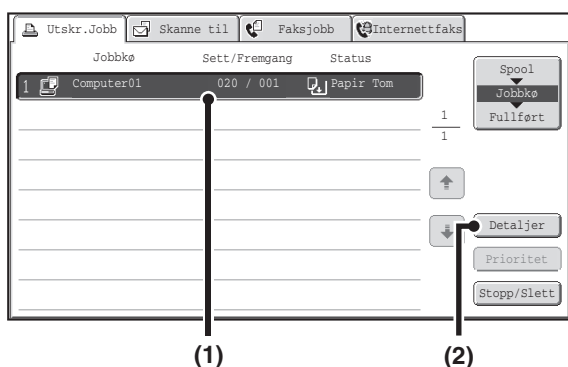 Utskr.Jobb Skanne til Faksjobb Internettfaks
Jobbkø Sett/Fremgang Status
1 Computer01 020 / 001 Papir Tom
1
1
Spool
Jobbkø
Fullført
Detaljer
Prioritet
Stopp/Slett
(1) (2)